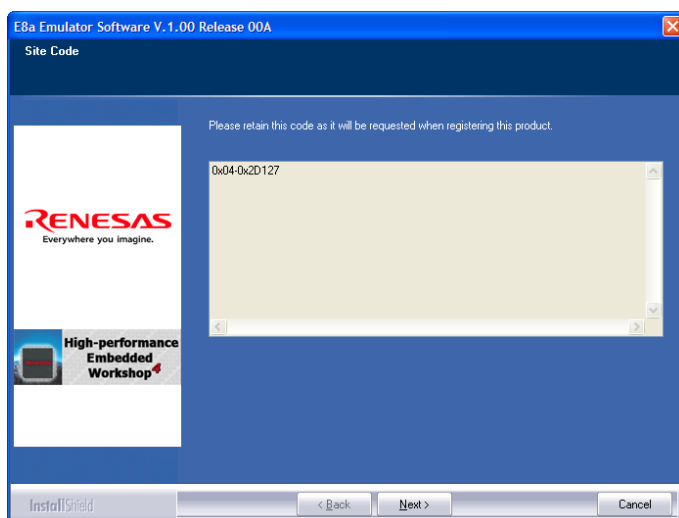 E8a Emulator Software V.1.00 Release 00A
Site Code
Please retain this code as it will be requested when registering this product.
0x04-0x2D127
RENESAS
Everywhere you imagine.
High-performance
Embedded
Workshop4
InstallShield
< Back
Next >
Cancel